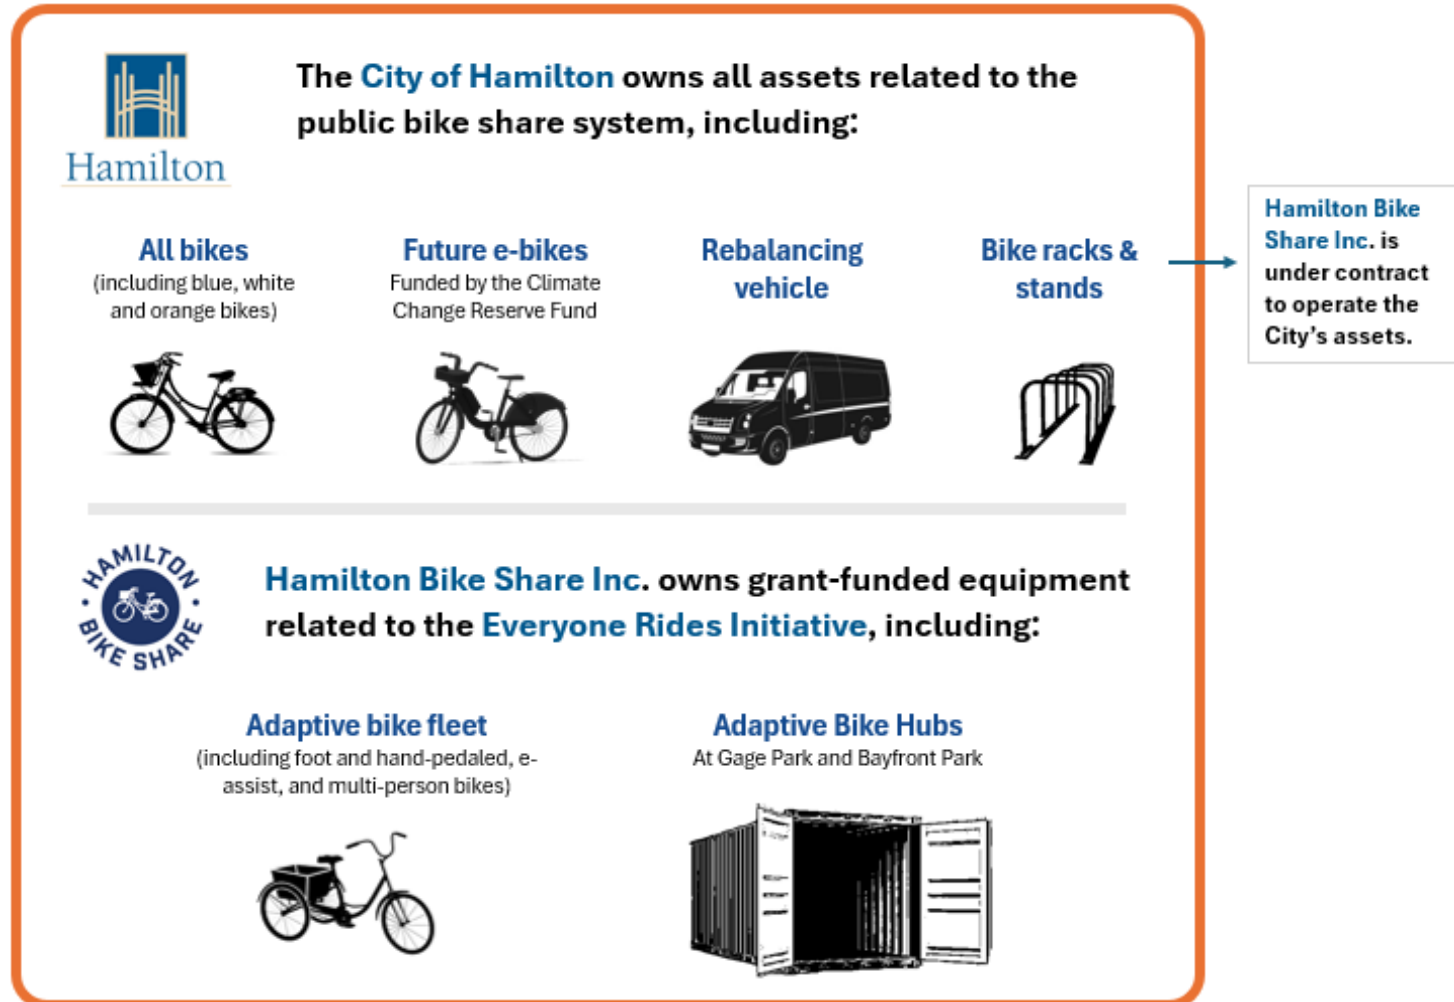 Hamilton
The City of Hamilton owns all assets related to the
public bike share system, including:
All bikes
(including blue, white
and orange bikes)
Future e-bikes
Funded by the Climate
Change Reserve Fund
Rebalancing
vehicle
Bike racks &
stands
Hamilton Bike
Share Inc. is
under contract
to operate the
City's assets.
HAMILTON
BIKE SHARE
Hamilton Bike Share Inc. owns grant-funded equipment
related to the Everyone Rides Initiative, including:
Adaptive bike fleet
(including foot and hand-pedaled, e-
assist, and multi-person bikes)
Adaptive Bike Hubs
At Gage Park and Bayfront Park